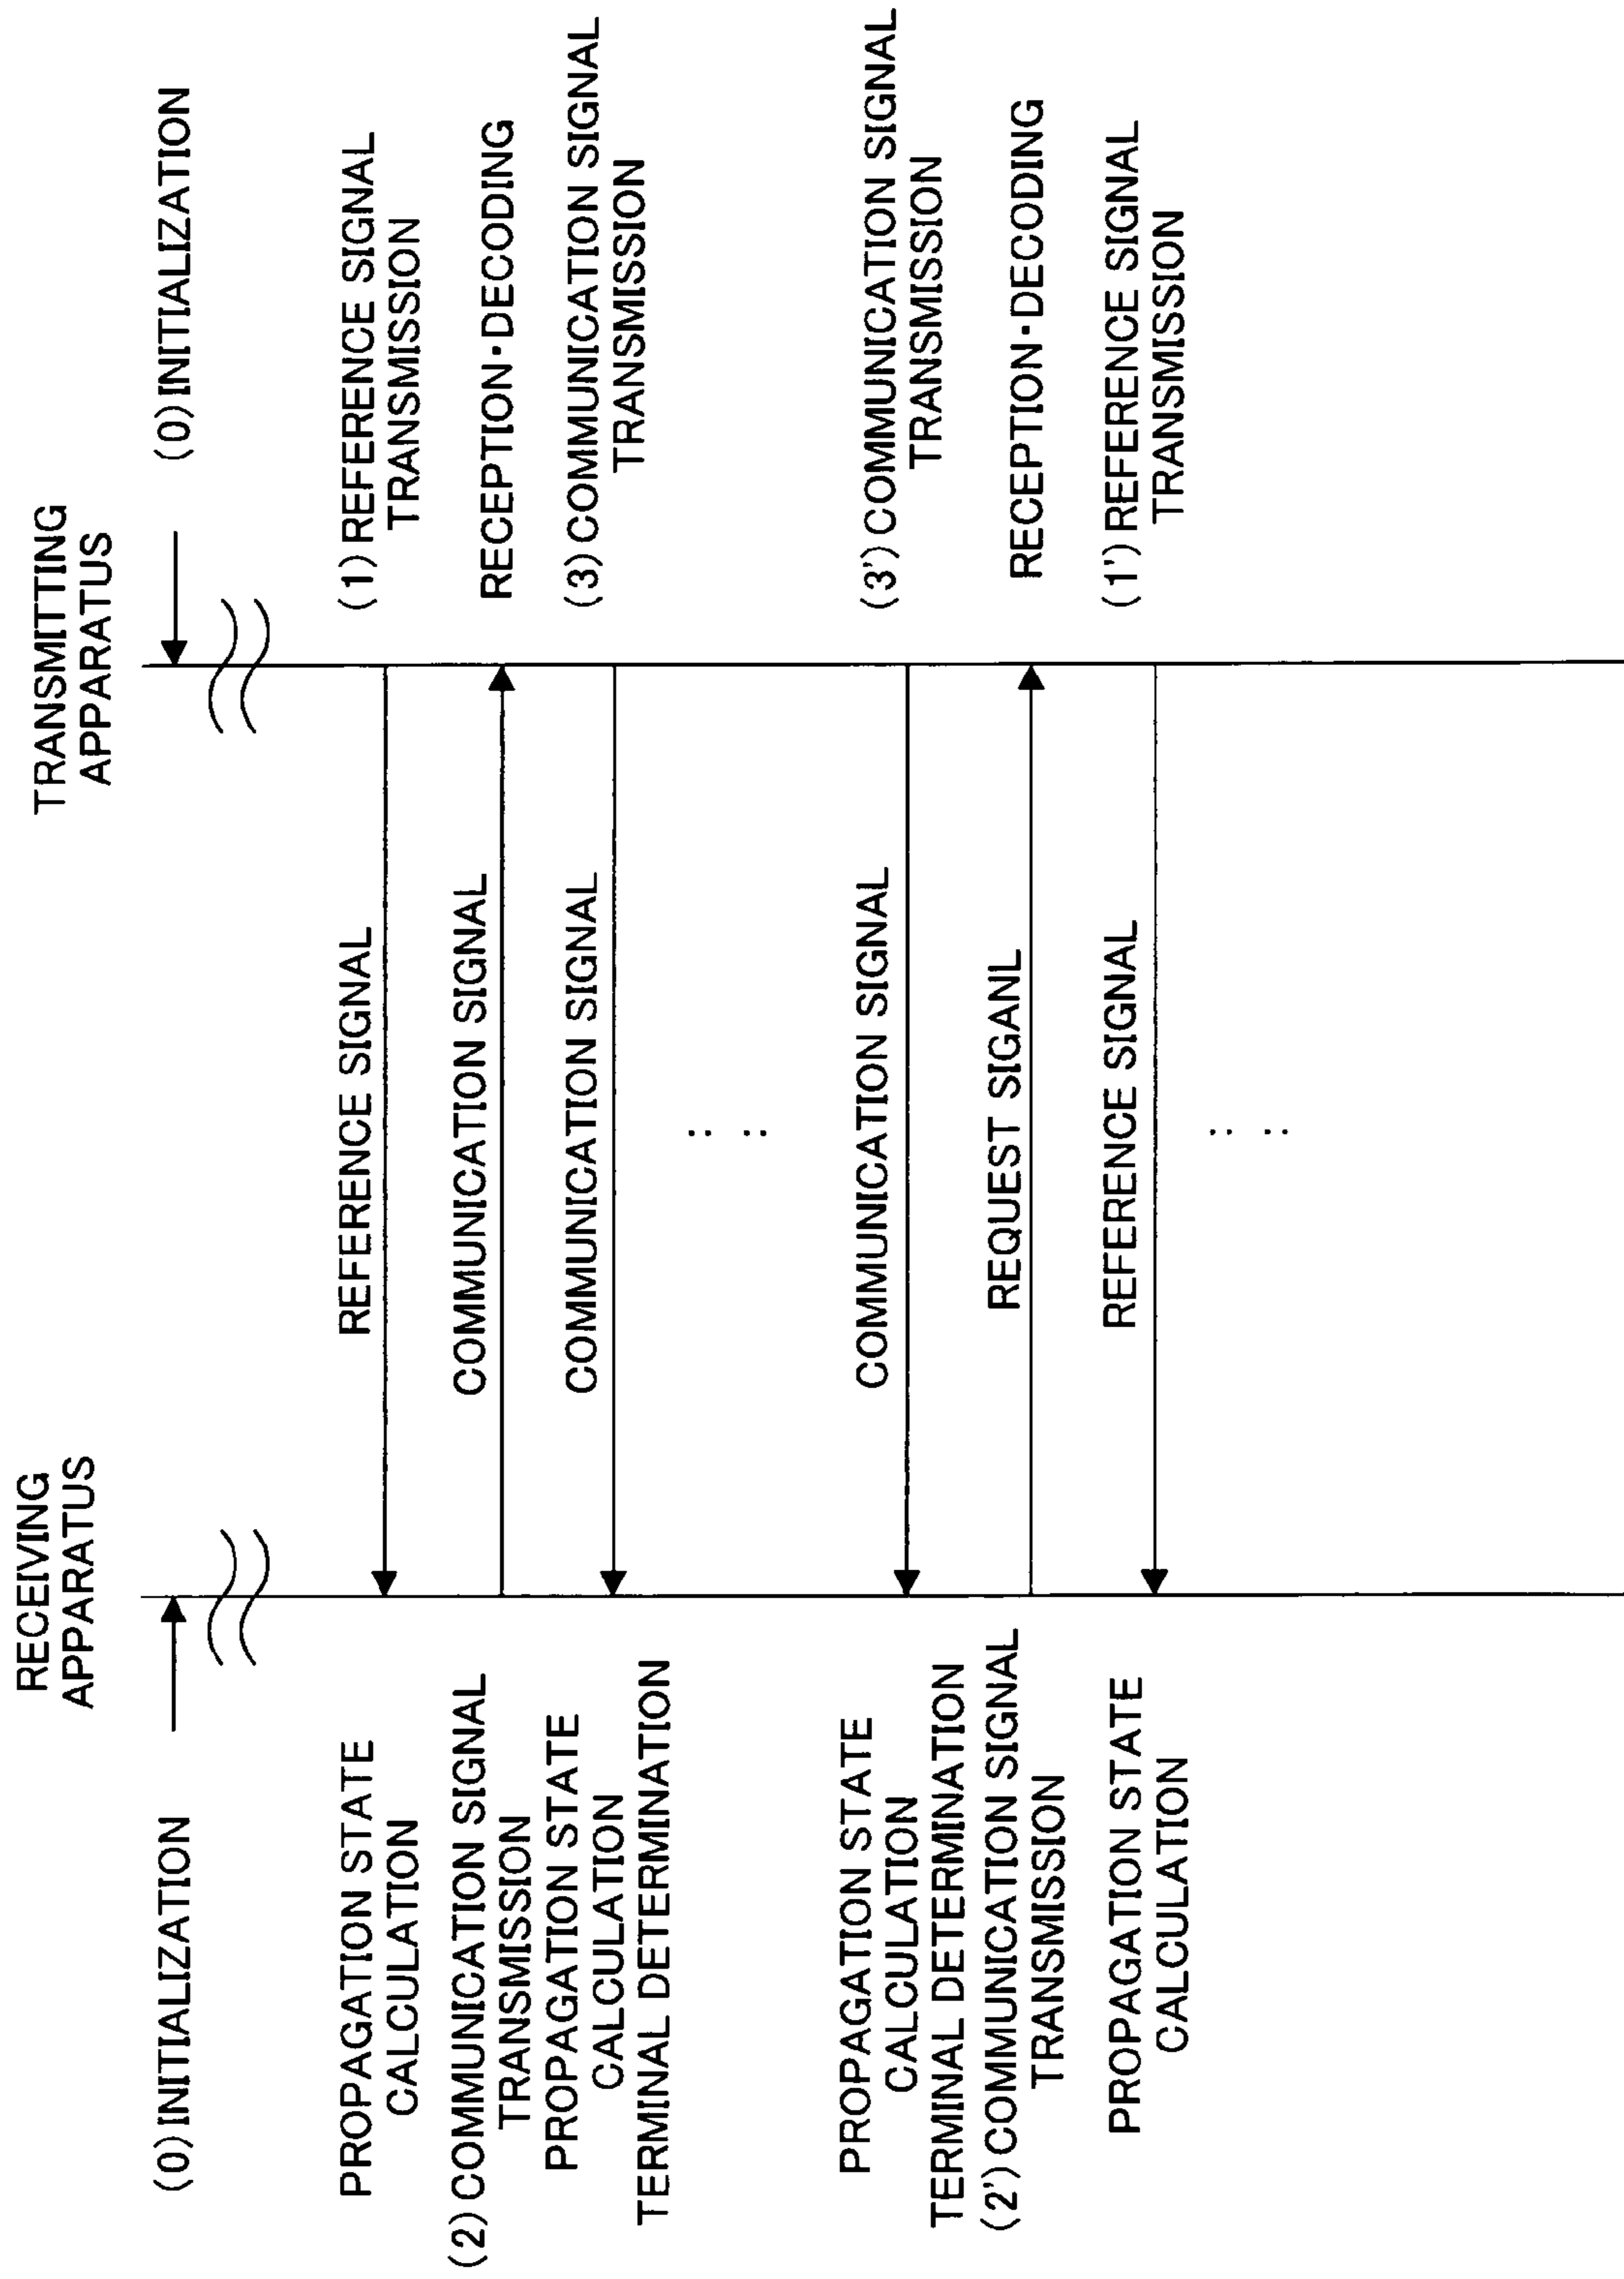 RECEIVING
APPARATUS
TRANSMITTING
APPARATUS
(0) INITIALIZATION
(0) INITIALIZATION
PROPAGATION STATE
CALCULATION
REFERENCE SIGNAL
(1) REFERENCE SIGNAL
TRANSMISSION
(2) COMMUNICATION SIGNAL
TRANSMISSION
COMMUNICATION SIGNAL
RECEPTION·DECODING
PROPAGATION STATE
CALCULATION
TERMINAL DETERMINATION
COMMUNICATION SIGNAL
(3) COMMUNICATION SIGNAL
TRANSMISSION
PROPAGATION STATE
CALCULATION
TERMINAL DETERMINATION
COMMUNICATION SIGNAL
(3') COMMUNICATION SIGNAL
TRANSMISSION
(2') COMMUNICATION SIGNAL
TRANSMISSION
REQUEST SIGANL
RECEPTION·DECODING
PROPAGATION STATE
CALCULATION
REFERENCE SIGNAL
(1') REFERENCE SIGNAL
TRANSMISSION